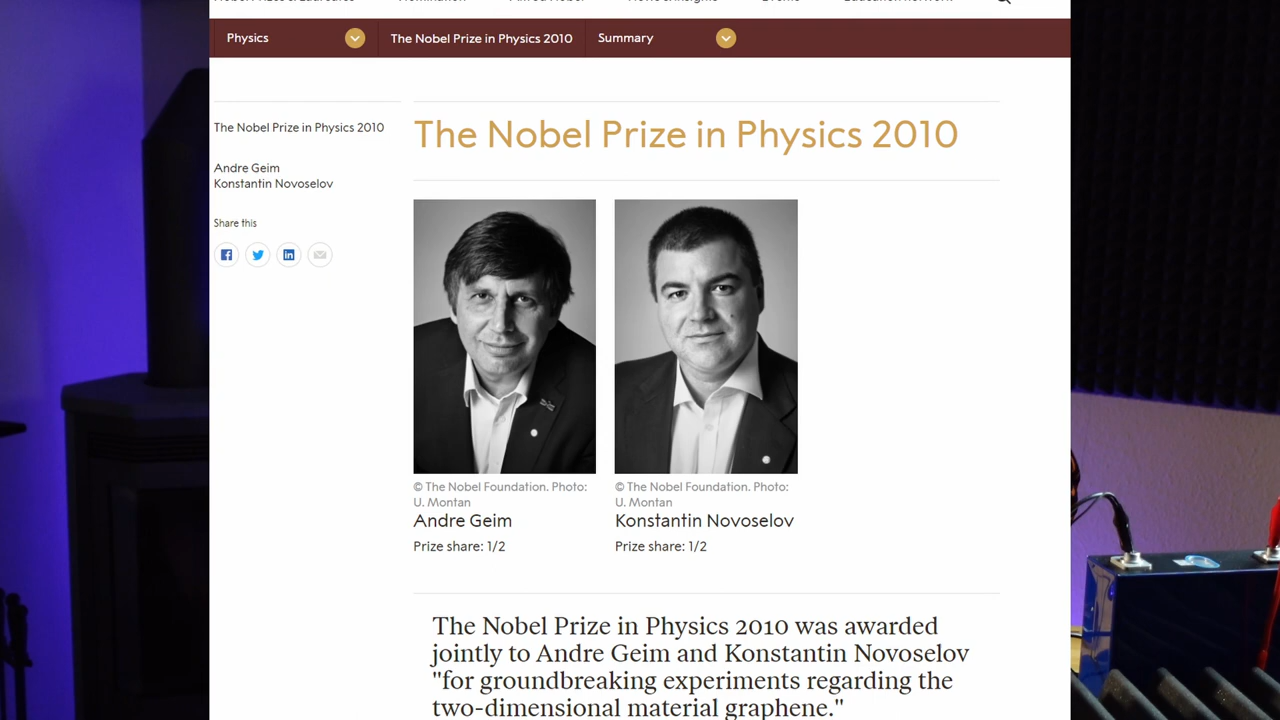 Physics
The Nobel Prize in Physics 2010
Summary
The Nobel Prize in Physics 2010
Andre Geim
Konstantin Novoselov
Share this
The Nobel Prize in Physics 2010
© The Nobel Foundation. Photo:
U. Montan
Andre Geim
Prize share: 1/2
© The Nobel Foundation. Photo:
U. Montan
Konstantin Novoselov
Prize share: 1/2
The Nobel Prize in Physics 2010 was awarded
jointly to Andre Geim and Konstantin Novoselov
"for groundbreaking experiments regarding the
two-dimensional material graphene."